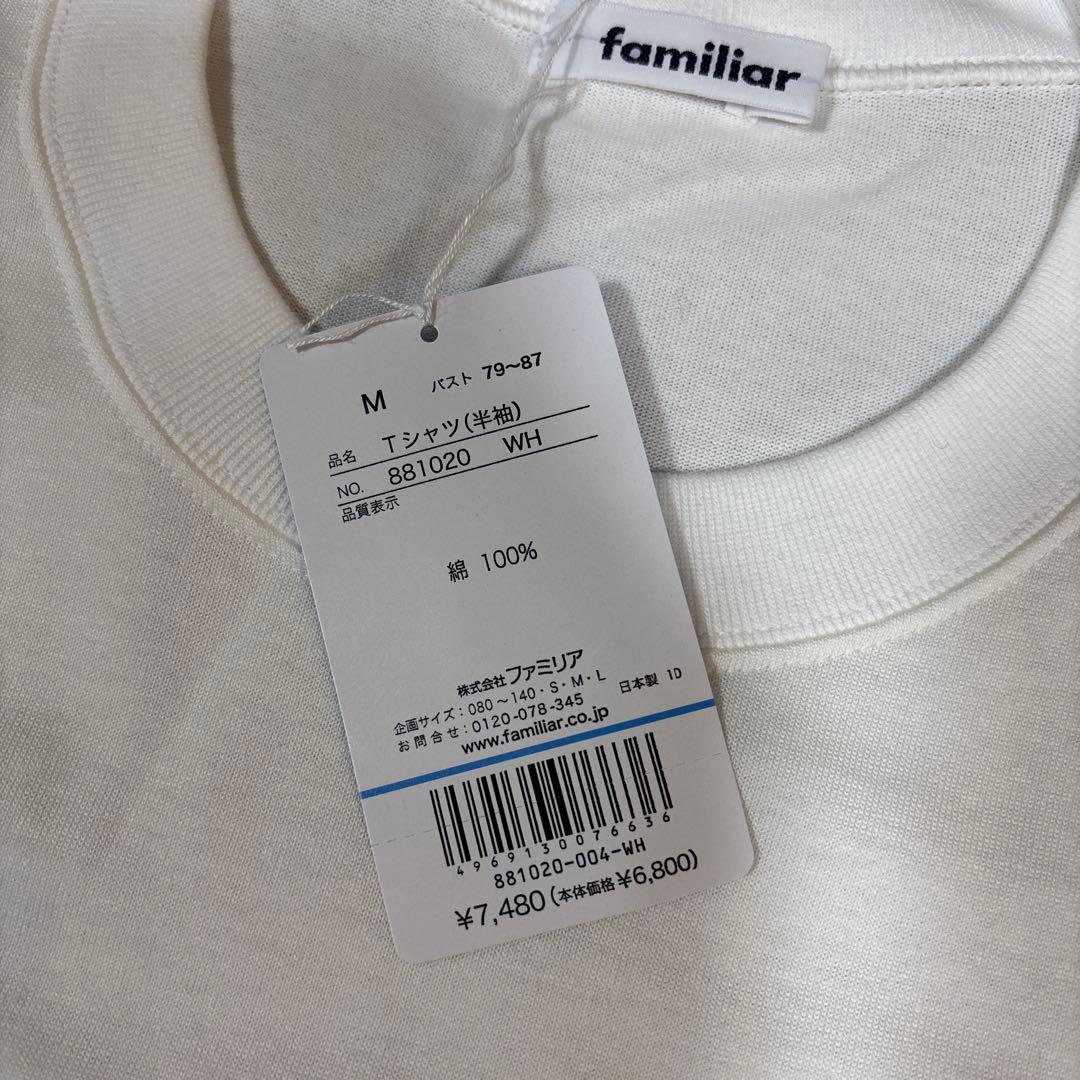 familiar
M バスト 79〜87
品名 Tシャツ(半袖)
NO. 881020 WH
品質表示
綿 100%
株式会社ファミリア
企画サイズ:080〜140・S・M・L 日本製 1D
お問合せ:0120-078-345
www.familiar.co.jp
4969130076636
881020-004-WH
¥7,480(本体価格¥6,800)